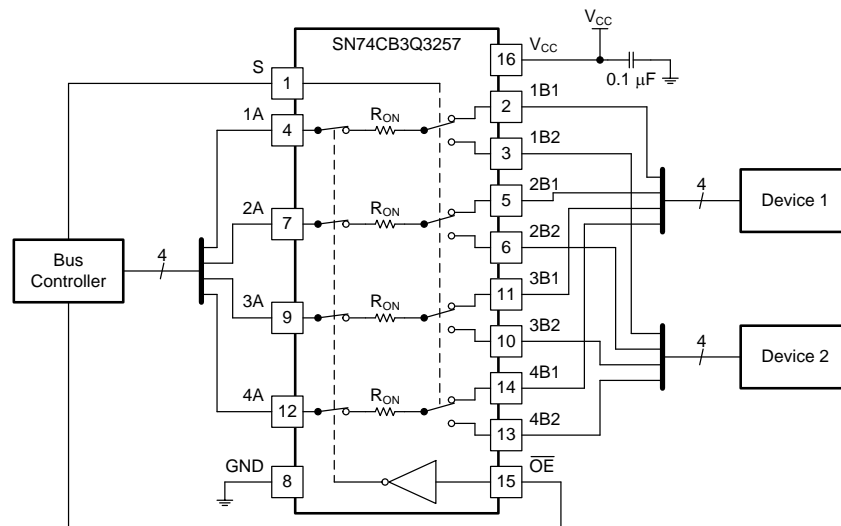 SN74CB3Q3257
VCC
VCC
0.1 μF
16
S
1
1A
4
RON
2
1B1
3
1B2
2A
7
RON
5
2B1
6
2B2
3A
9
RON
11
3B1
10
3B2
4A
12
RON
14
4B1
13
4B2
GND
8
15
OE
Bus
Controller
4
4
Device 1
4
Device 2